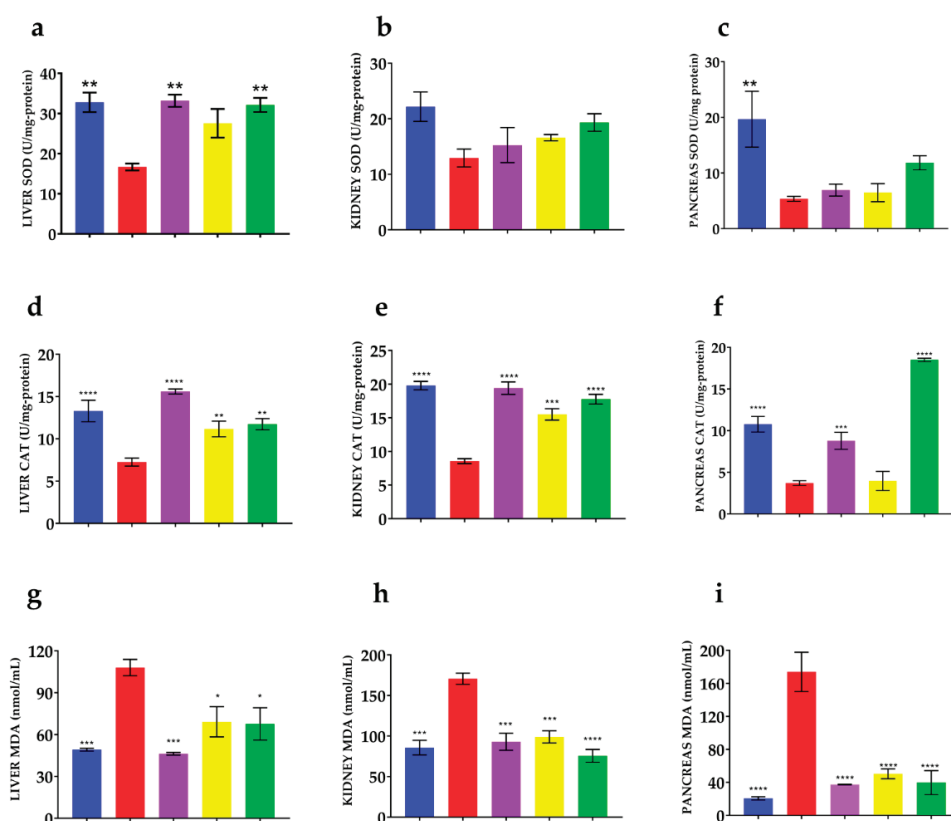 a
LIVER SOD (U/mg-protein)
40
30
20
10
0
** ** **
b
KIDNEY SOD (U/mg-protein)
30
20
10
0
c
PANCREAS SOD (U/mg-protein)
30
20
10
0
**
d
LIVER CAT (U/mg-protein)
20
15
10
5
0
**** **** ** **
e
KIDNEY CAT (U/mg-protein)
25
20
15
10
5
0
**** **** *** ****
f
PANCREAS CAT (U/mg-protein)
20
15
10
5
0
**** *** ****
g
LIVER MDA (nmol/mL)
120
90
60
30
0
*** *** * *
h
KIDNEY MDA (nmol/mL)
200
150
100
50
0
*** *** *** ****
i
PANCREAS MDA (nmol/mL)
200
160
120
80
40
0
**** **** **** ****